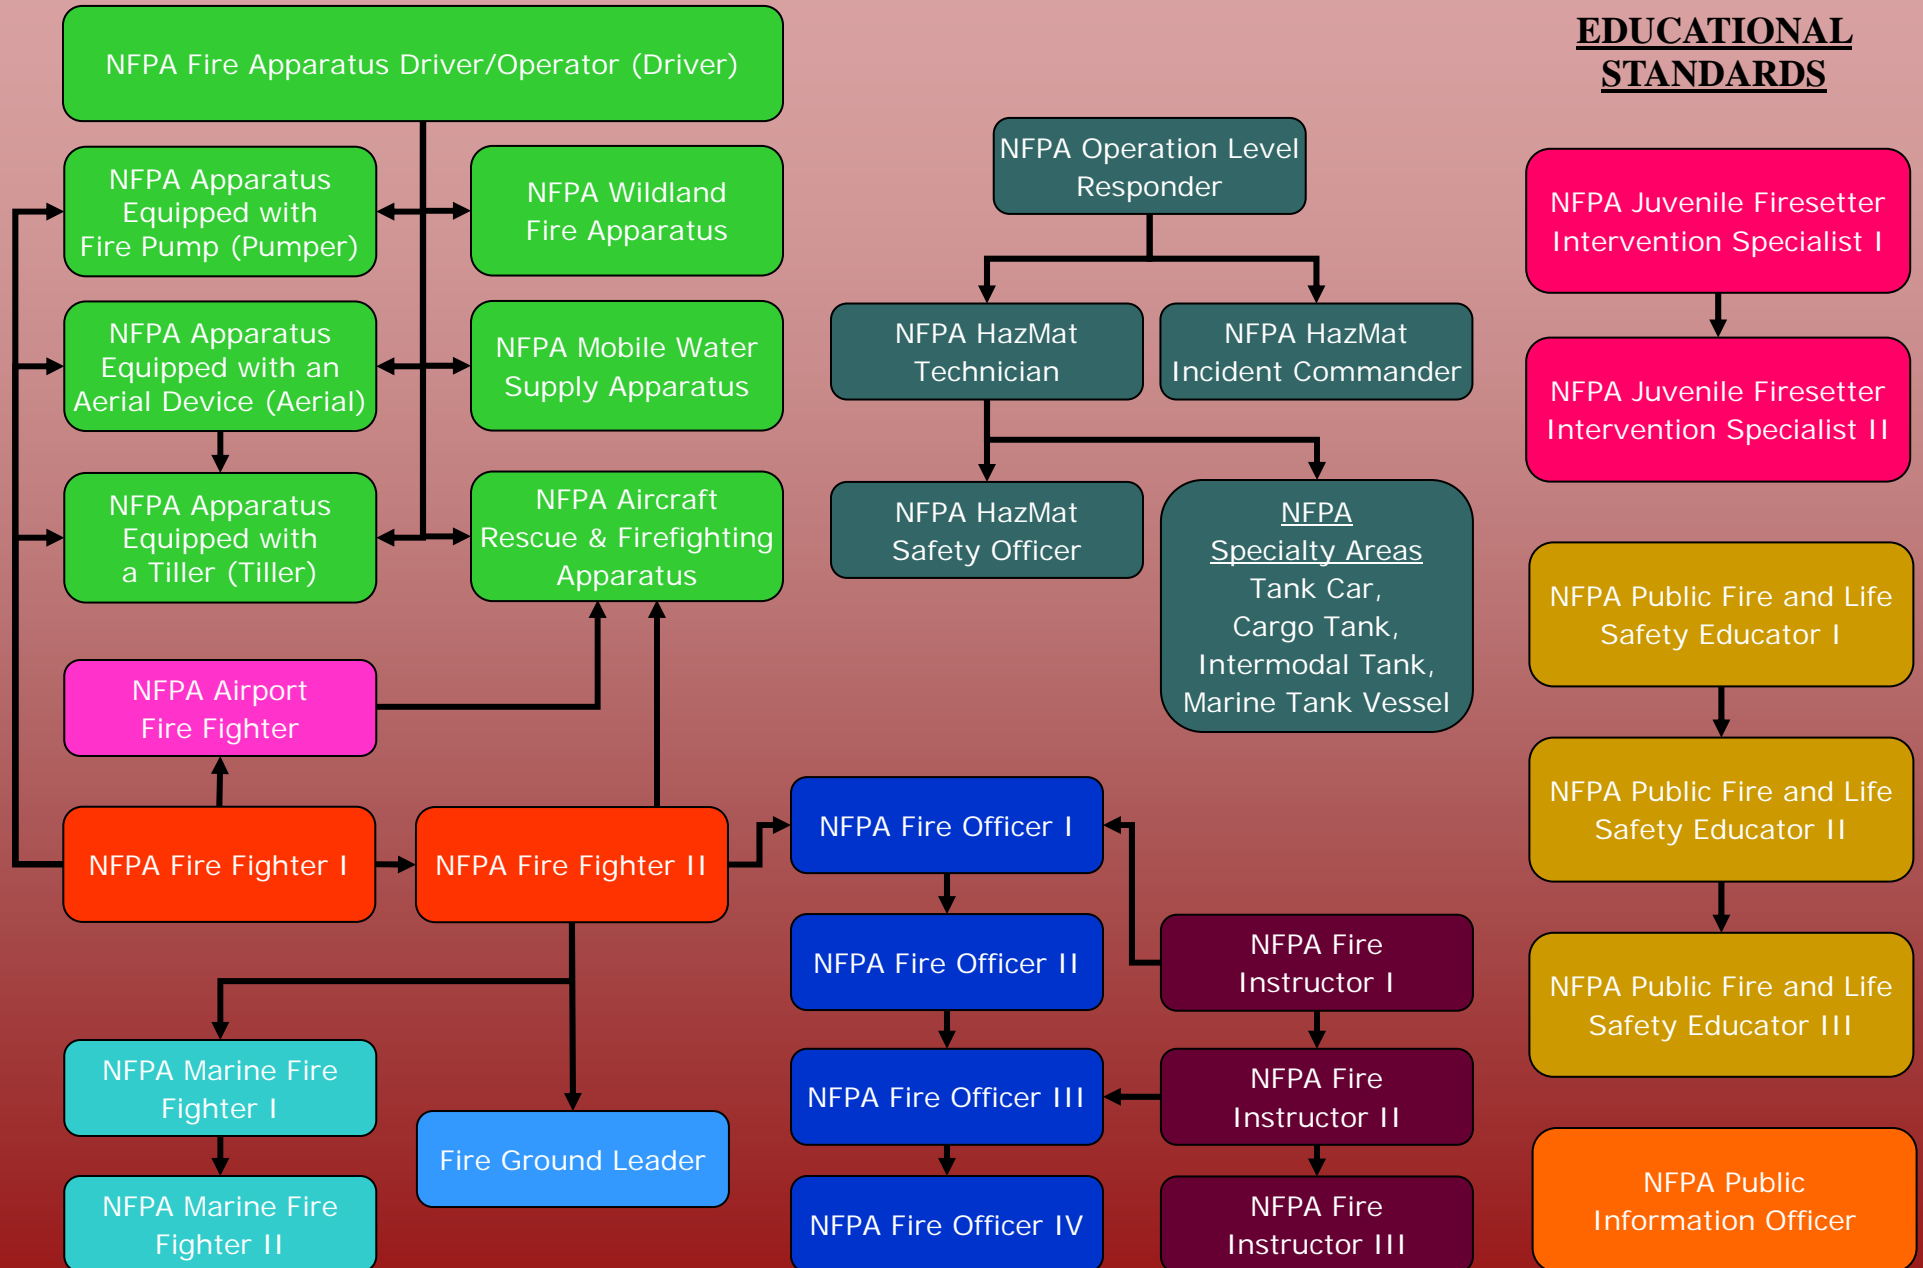 EDUCATIONAL
STANDARDS
NFPA Fire Apparatus Driver/Operator (Driver)
NFPA Apparatus
Equipped with
Fire Pump (Pumper)
NFPA Wildland
Fire Apparatus
NFPA Apparatus
Equipped with an
Aerial Device (Aerial)
NFPA Mobile Water
Supply Apparatus
NFPA Apparatus
Equipped with
a Tiller (Tiller)
NFPA Aircraft
Rescue & Firefighting
Apparatus
NFPA Airport
Fire Fighter
NFPA Fire Fighter I
NFPA Fire Fighter II
NFPA Marine Fire
Fighter I
NFPA Marine Fire
Fighter II
Fire Ground Leader
NFPA Operation Level
Responder
NFPA HazMat
Technician
NFPA HazMat
Incident Commander
NFPA HazMat
Safety Officer
NFPA
Specialty Areas
Tank Car,
Cargo Tank,
Intermodal Tank,
Marine Tank Vessel
NFPA Fire Officer I
NFPA Fire Officer II
NFPA Fire Officer III
NFPA Fire Officer IV
NFPA Fire
Instructor I
NFPA Fire
Instructor II
NFPA Fire
Instructor III
NFPA Juvenile Firesetter
Intervention Specialist I
NFPA Juvenile Firesetter
Intervention Specialist II
NFPA Public Fire and Life
Safety Educator I
NFPA Public Fire and Life
Safety Educator II
NFPA Public Fire and Life
Safety Educator III
NFPA Public
Information Officer